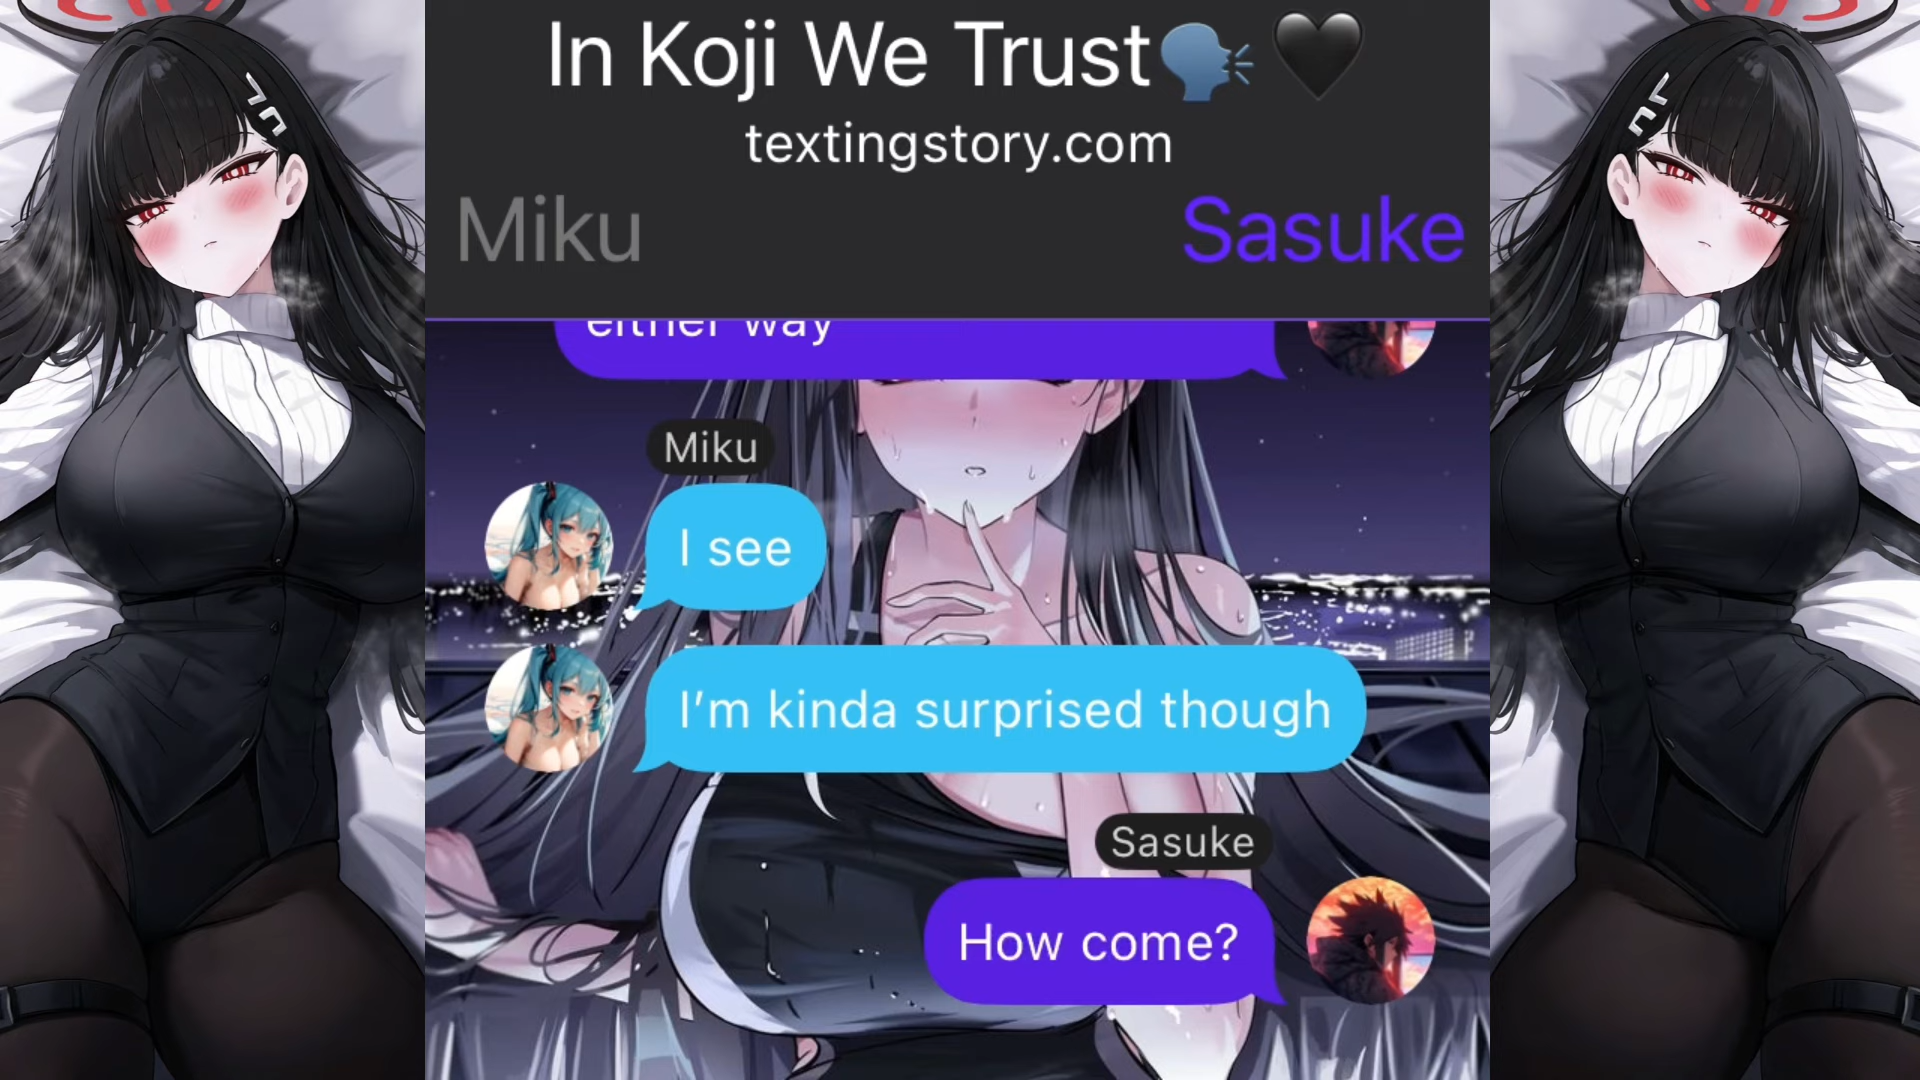 In Koji We Trust🗣️🖤
textingstory.com
Miku
Sasuke
either way
Miku
I see
I'm kinda surprised though
Sasuke
How come?